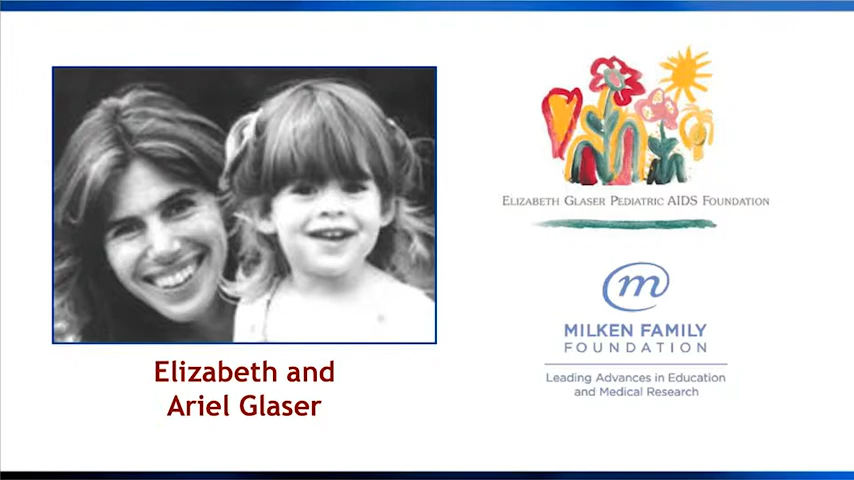 Elizabeth and
Ariel Glaser
ELIZABETH GLASER PEDIATRIC AIDS FOUNDATION
m
MILKEN FAMILY
FOUNDATION
Leading Advances in Education
and Medical Research